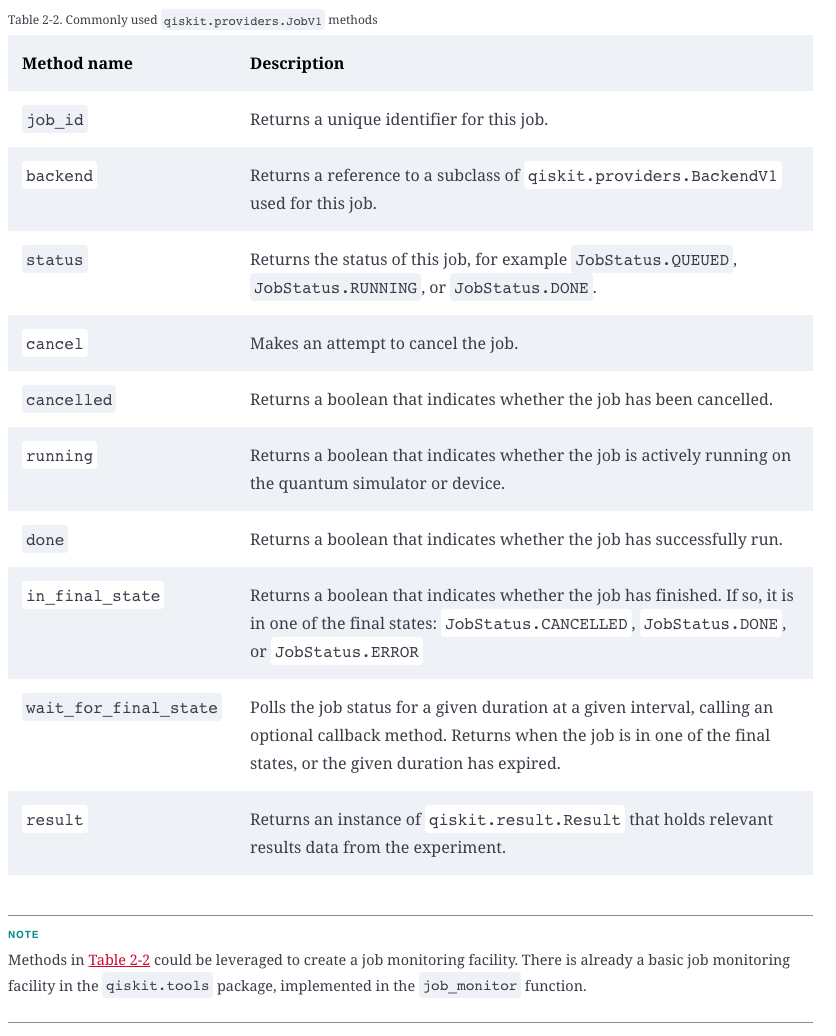 Table 2-2. Commonly used qiskit.providers.JobV1 methods
Method name Description
job_id Returns a unique identifier for this job.
backend Returns a reference to a subclass of qiskit.providers.BackendV1
used for this job.
status Returns the status of this job, for example JobStatus.QUEUED,
JobStatus.RUNNING, or JobStatus.DONE.
cancel Makes an attempt to cancel the job.
cancelled Returns a boolean that indicates whether the job has been cancelled.
running Returns a boolean that indicates whether the job is actively running on
the quantum simulator or device.
done Returns a boolean that indicates whether the job has successfully run.
in_final_state Returns a boolean that indicates whether the job has finished. If so, it is
in one of the final states: JobStatus.CANCELLED, JobStatus.DONE,
or JobStatus.ERROR
wait_for_final_state Polls the job status for a given duration at a given interval, calling an
optional callback method. Returns when the job is in one of the final
states, or the given duration has expired.
result Returns an instance of qiskit.result.Result that holds relevant
results data from the experiment.
NOTE
Methods in Table 2-2 could be leveraged to create a job monitoring facility. There is already a basic job monitoring
facility in the qiskit.tools package, implemented in the job_monitor function.